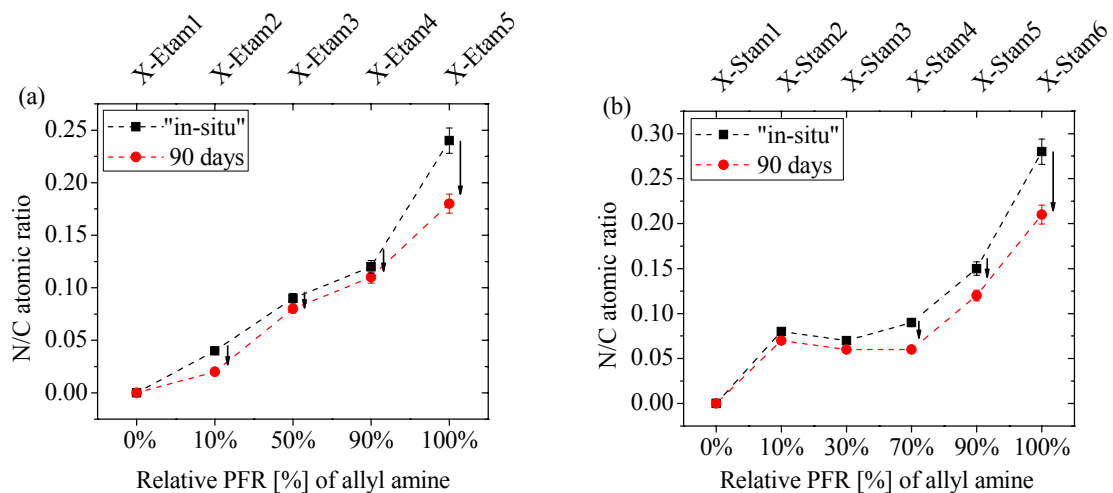 X-Etam1 X-Etam2 X-Etam3 X-Etam4 X-Etam5
(a)
"in-situ"
90 days
0.25
0.20
0.15
0.10
0.05
0.00
N/C atomic ratio
0% 10% 50% 90% 100%
Relative PFR [%] of allyl amine
X-Stam1 X-Stam2 X-Stam3 X-Stam4 X-Stam5 X-Stam6
(b)
"in-situ"
90 days
0.30
0.25
0.20
0.15
0.10
0.05
0.00
N/C atomic ratio
0% 10% 30% 70% 90% 100%
Relative PFR [%] of allyl amine